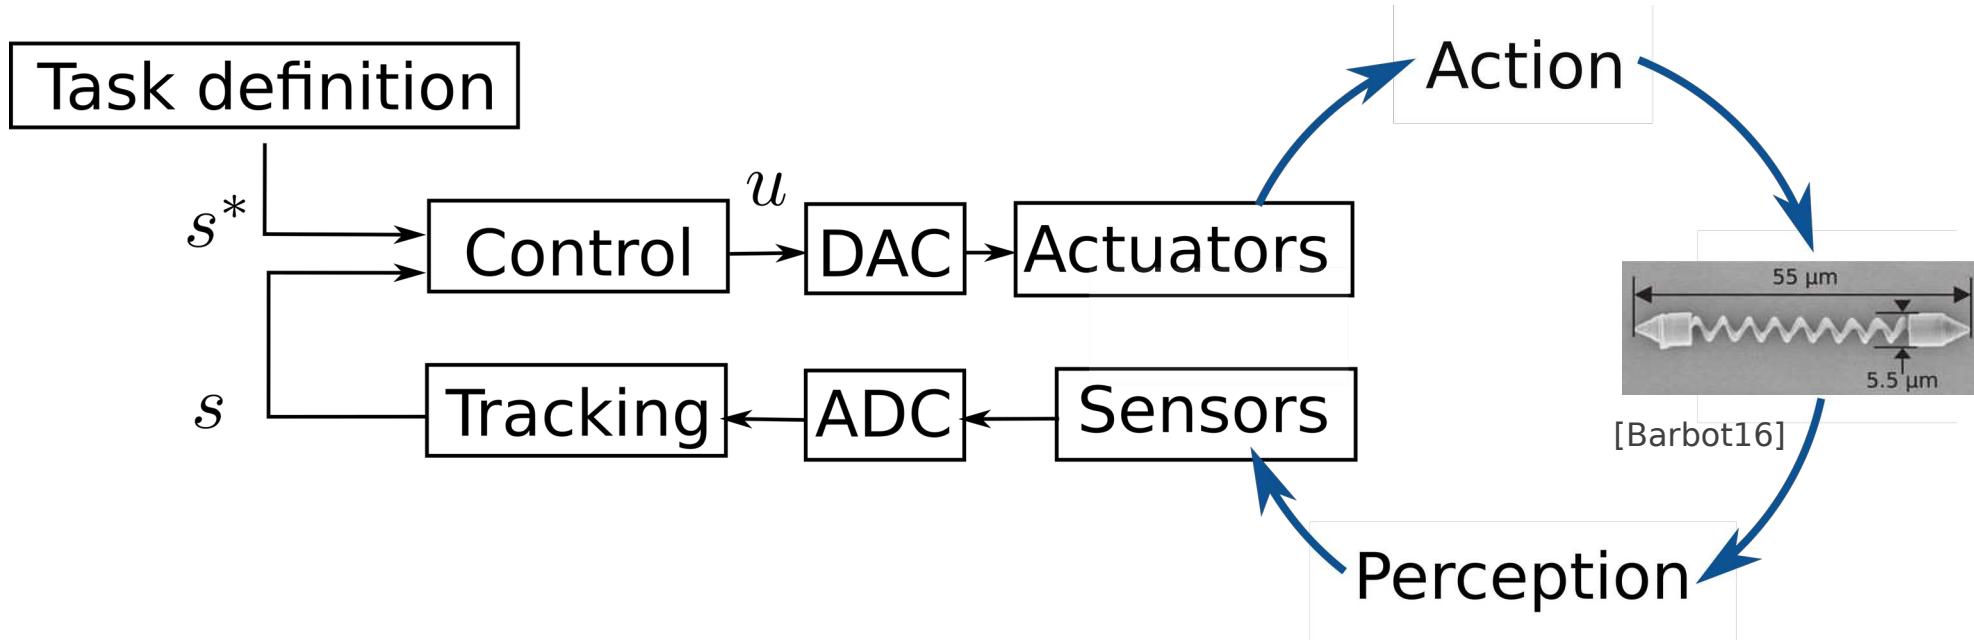 Task definition
Action
s*
u
Control
DAC
Actuators
55 µm
5.5 µm
[Barbot16]
s
Tracking
ADC
Sensors
Perception